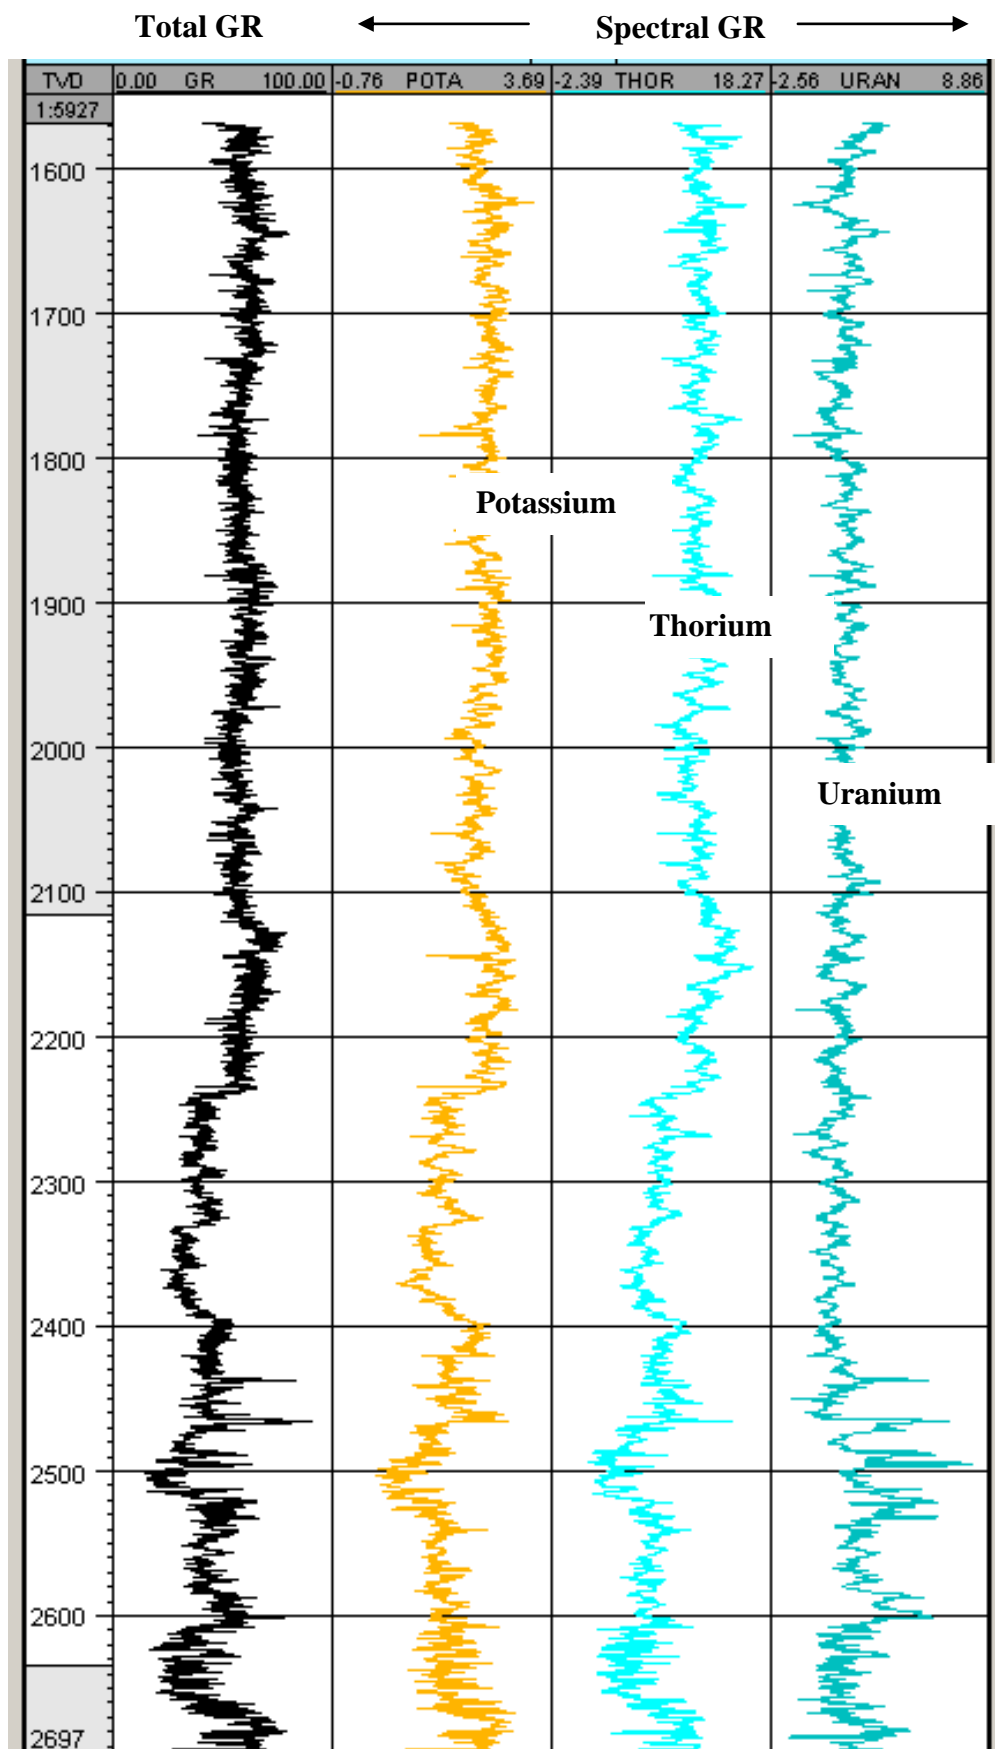 Total GR Spectral GR
TVD 0.00 GR 100.00 -0.76 POTA 3.69 -2.39 THOR 18.27 -2.56 URAN 8.86
1:5927
1600
1700
1800
Potassium
1900
Thorium
2000
Uranium
2100
2200
2300
2400
2500
2600
2697